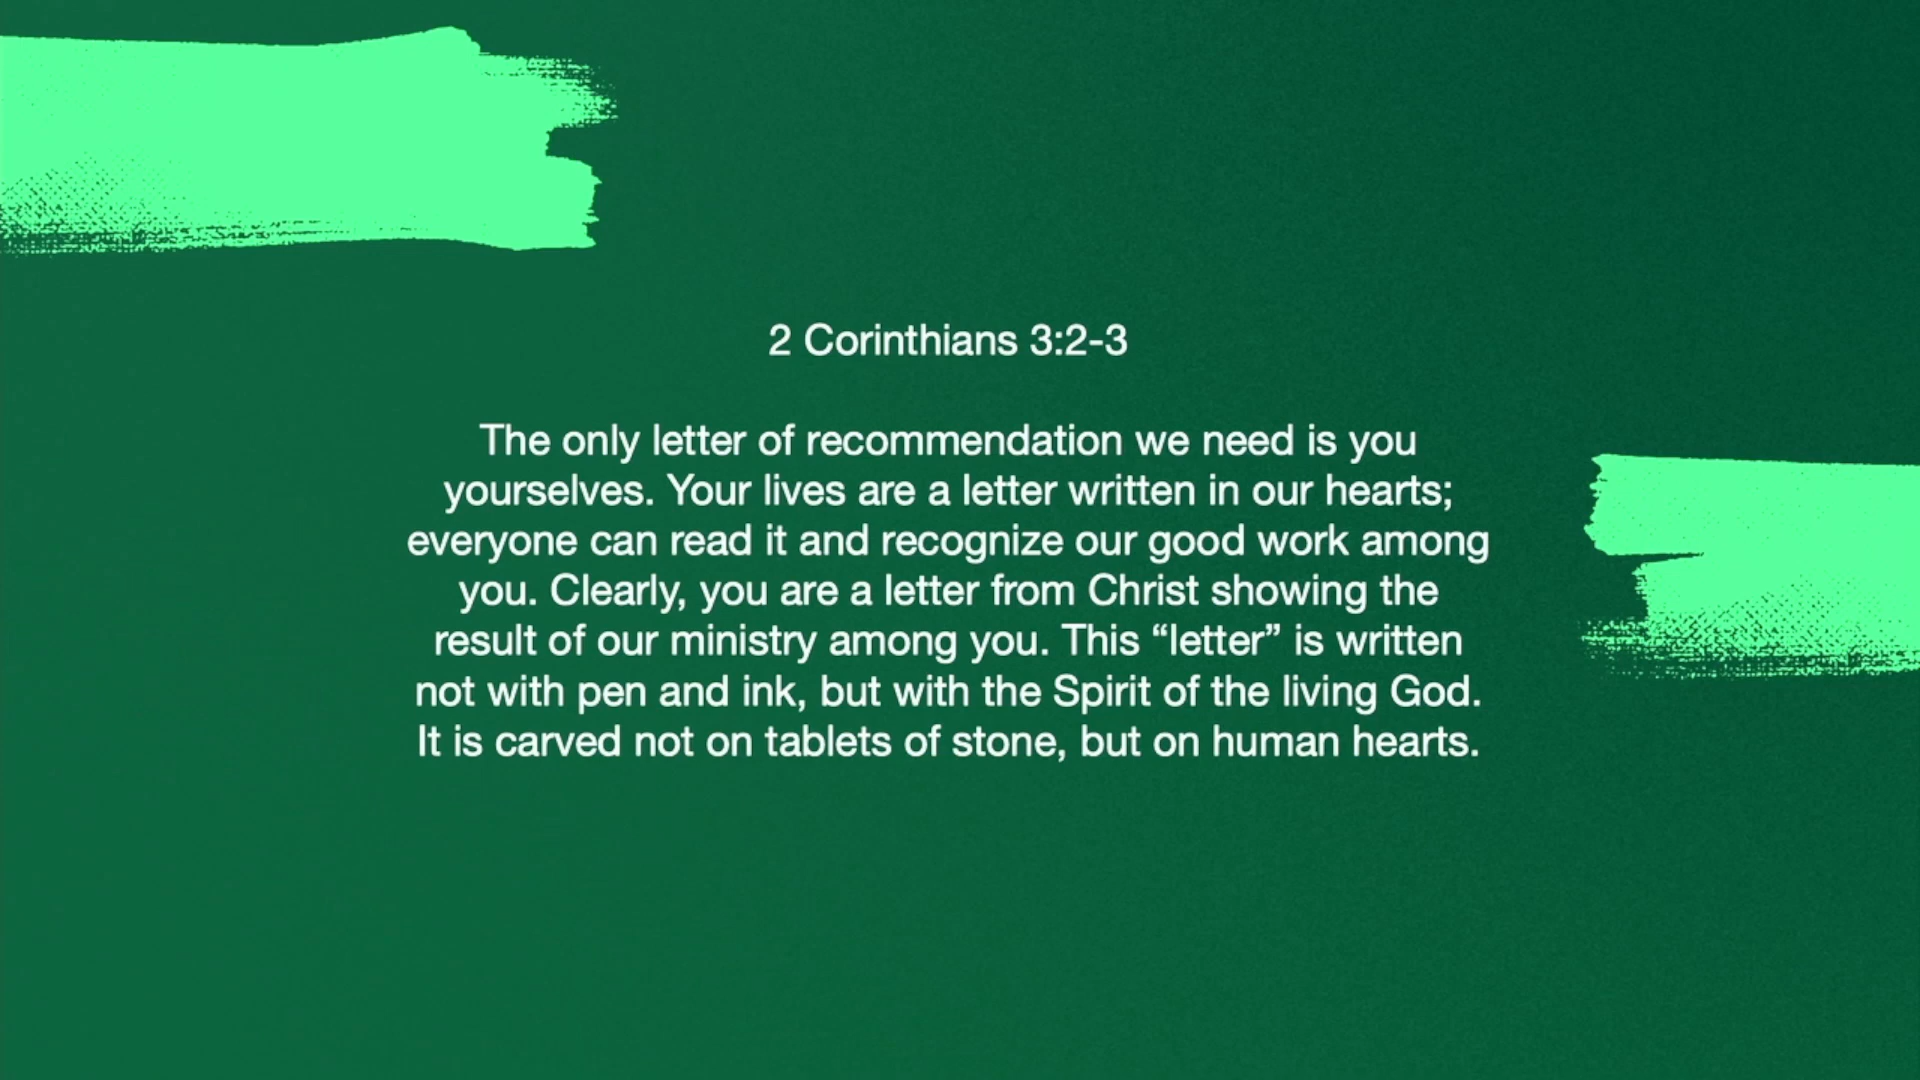 2 Corinthians 3:2-3
The only letter of recommendation we need is you
yourselves. Your lives are a letter written in our hearts;
everyone can read it and recognize our good work among
you. Clearly, you are a letter from Christ showing the
result of our ministry among you. This “letter” is written
not with pen and ink, but with the Spirit of the living God.
It is carved not on tablets of stone, but on human hearts.